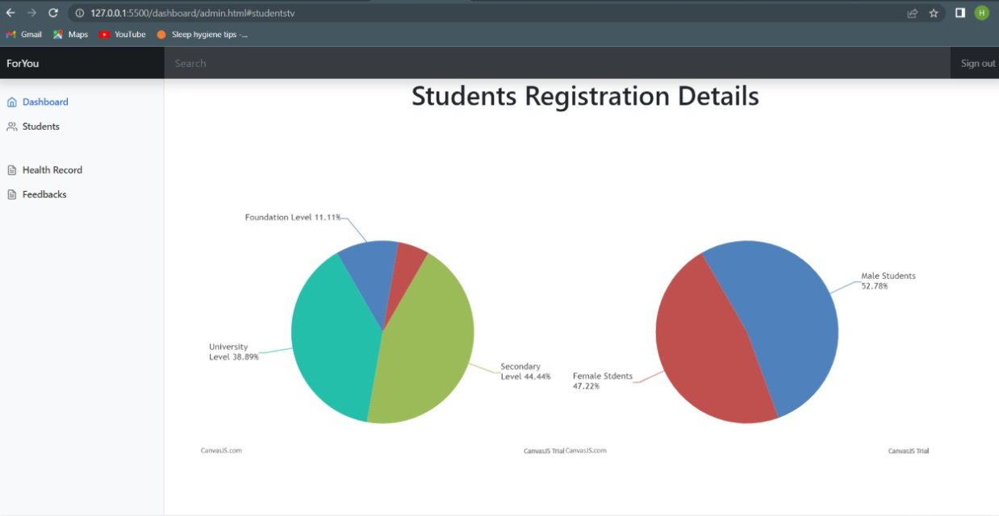 127.0.0.1:5500/dashboard/admin.html#studentstv
H
Gmail
Maps
YouTube
Sleep hygiene tips -...
ForYou
Search
Sign out
Students Registration Details
Dashboard
Students
Health Record
Feedbacks
Foundation Level 11.11%
University
Level 38.89%
Secondary
Level 44.44%
Male Students
52.78%
Female Stdents
47.22%
CanvasJS.com
CanvasJS Trial
CanvasJS.com
CanvasJS Trial